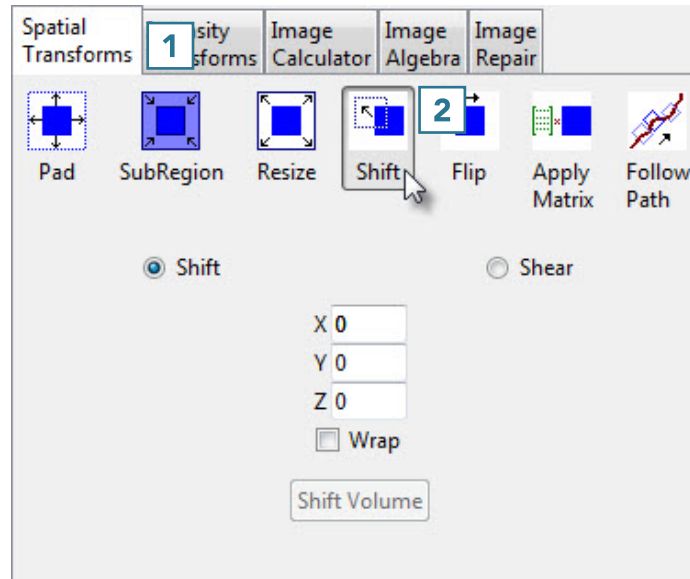 Spatial
Transforms
1
sity
sforms
Image
Calculator
Image
Algebra
Image
Repair
2
Pad
SubRegion
Resize
Shift
Flip
Apply
Matrix
Follow
Path
Shift
Shear
X 0
Y 0
Z 0
Wrap
Shift Volume